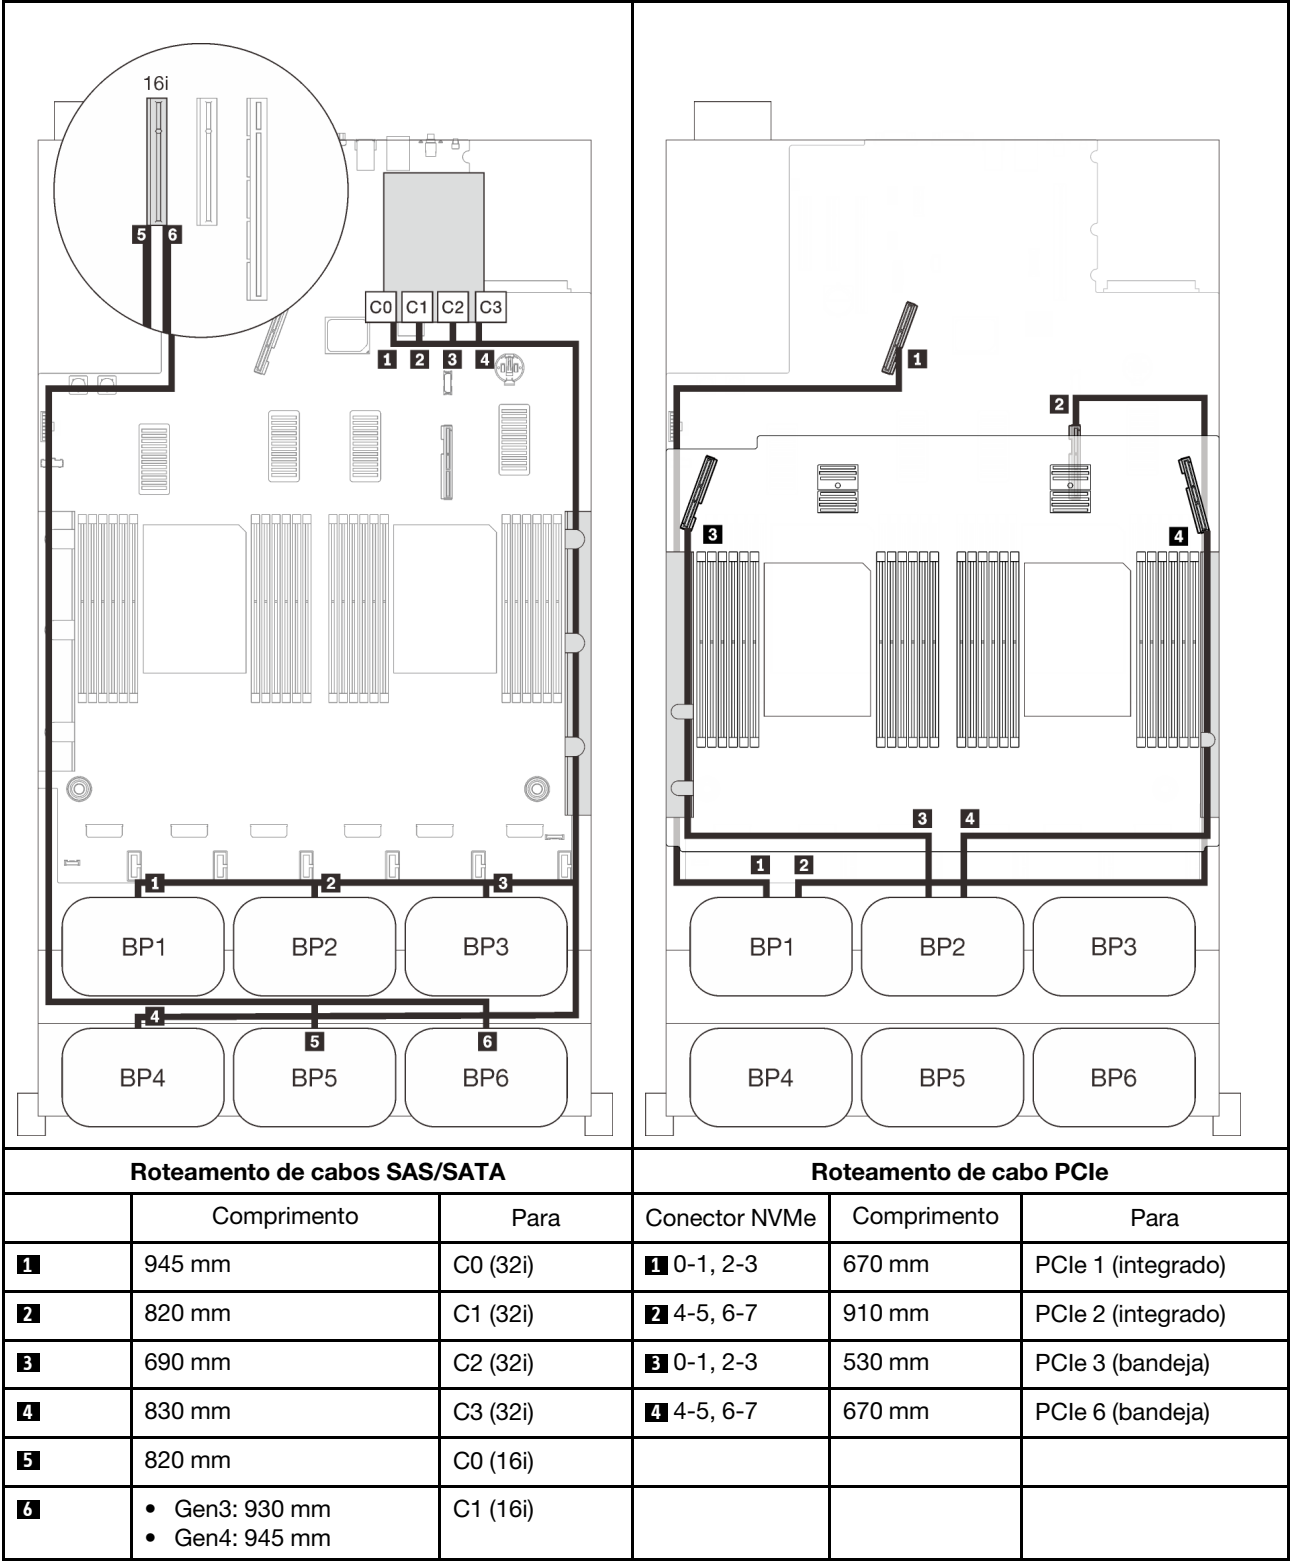 16i
5 6
C0 C1 C2 C3
1 2 3 4
1 2 3
BP1 BP2 BP3
4
5 6
BP4 BP5 BP6
1
2
3 4
3 4
1 2
BP1 BP2 BP3
BP4 BP5 BP6
Roteamento de cabos SAS/SATA
Roteamento de cabo PCIe
Comprimento Para Conector NVMe Comprimento Para
1 945 mm C0 (32i) 1 0-1, 2-3 670 mm PCIe 1 (integrado)
2 820 mm C1 (32i) 2 4-5, 6-7 910 mm PCIe 2 (integrado)
3 690 mm C2 (32i) 3 0-1, 2-3 530 mm PCIe 3 (bandeja)
4 830 mm C3 (32i) 4 4-5, 6-7 670 mm PCIe 6 (bandeja)
5 820 mm C0 (16i)
6 • Gen3: 930 mm C1 (16i)
• Gen4: 945 mm